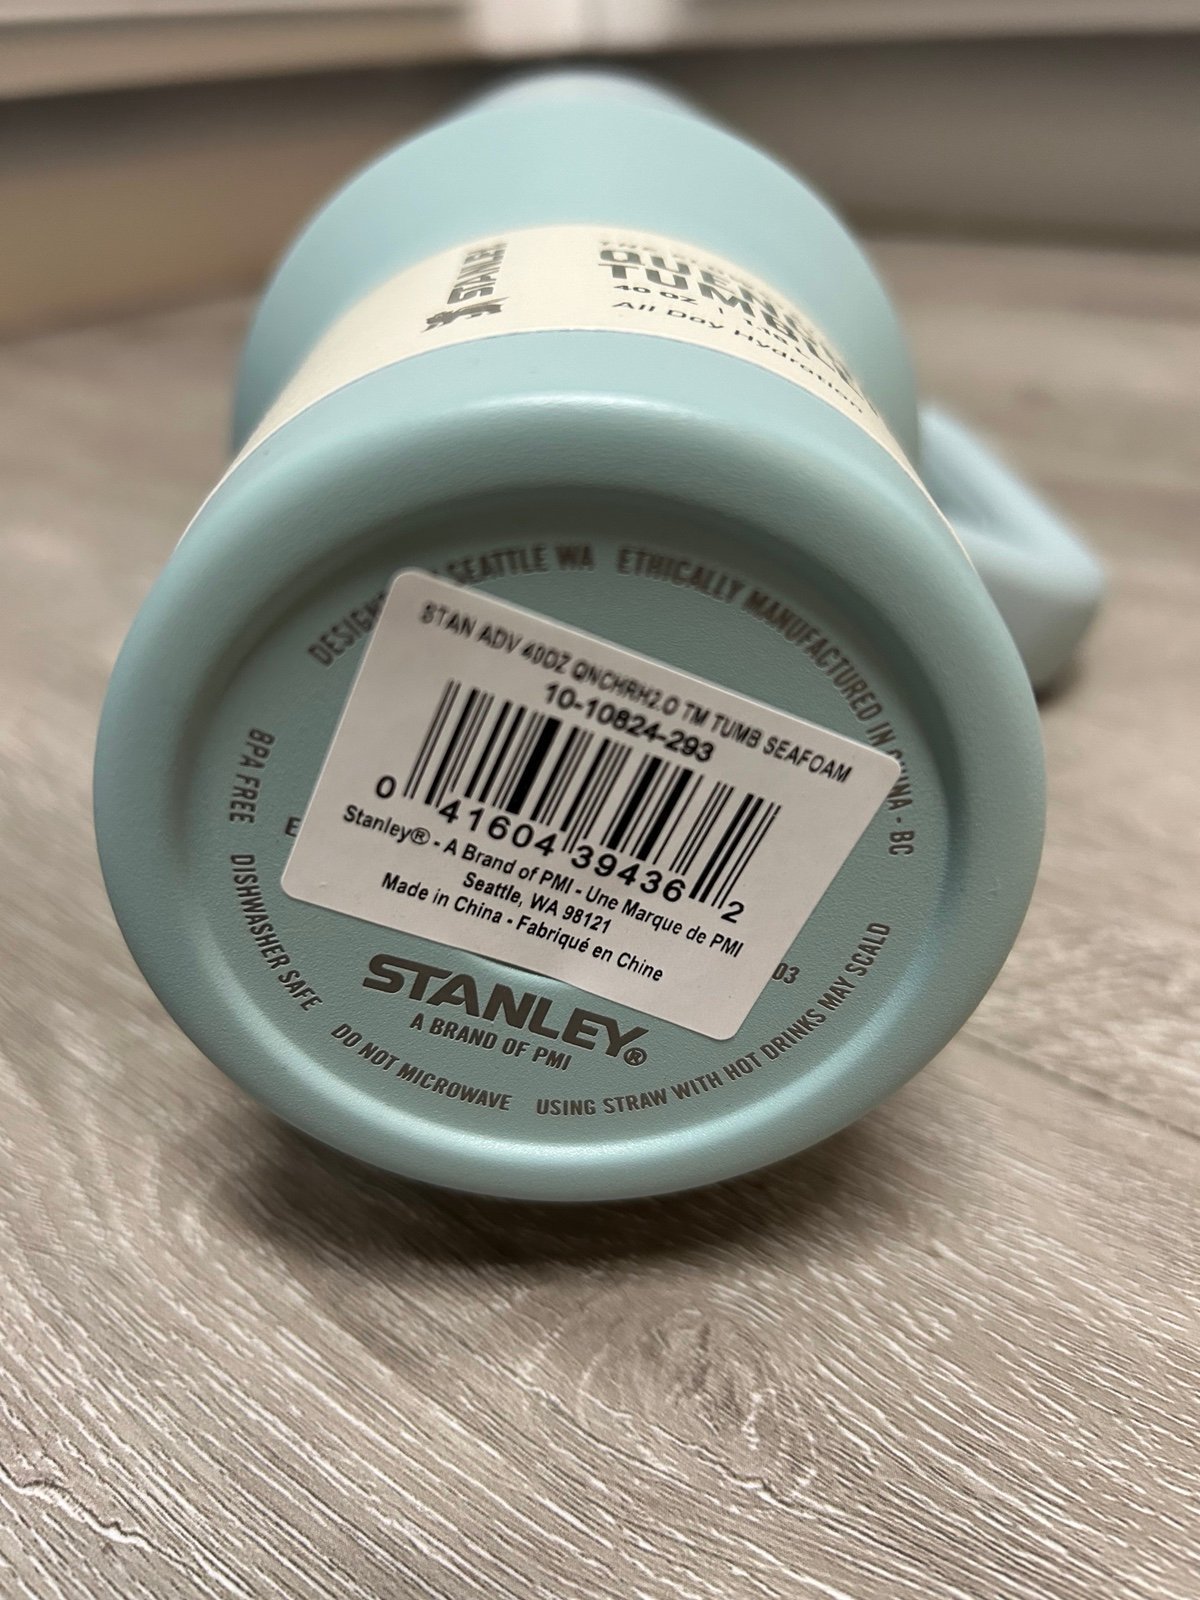 STANLEY
40 OZ
All Day Hydration
SEATTLE WA
ETHICALLY MANUFACTURED IN
- BC
STAN ADV 40OZ QNCHRH2.O TM TUMB SEAFOAM
10-10824-293
0 41604 39436 2
Stanley® - A Brand of PMI - Une Marque de PMI
Seattle, WA 98121
Made in China - Fabriqué en Chine
BPA FREE
DISHWASHER SAFE
DO NOT MICROWAVE
USING STRAW WITH HOT DRINKS MAY SCALD
03
STANLEY®
A BRAND OF PMI